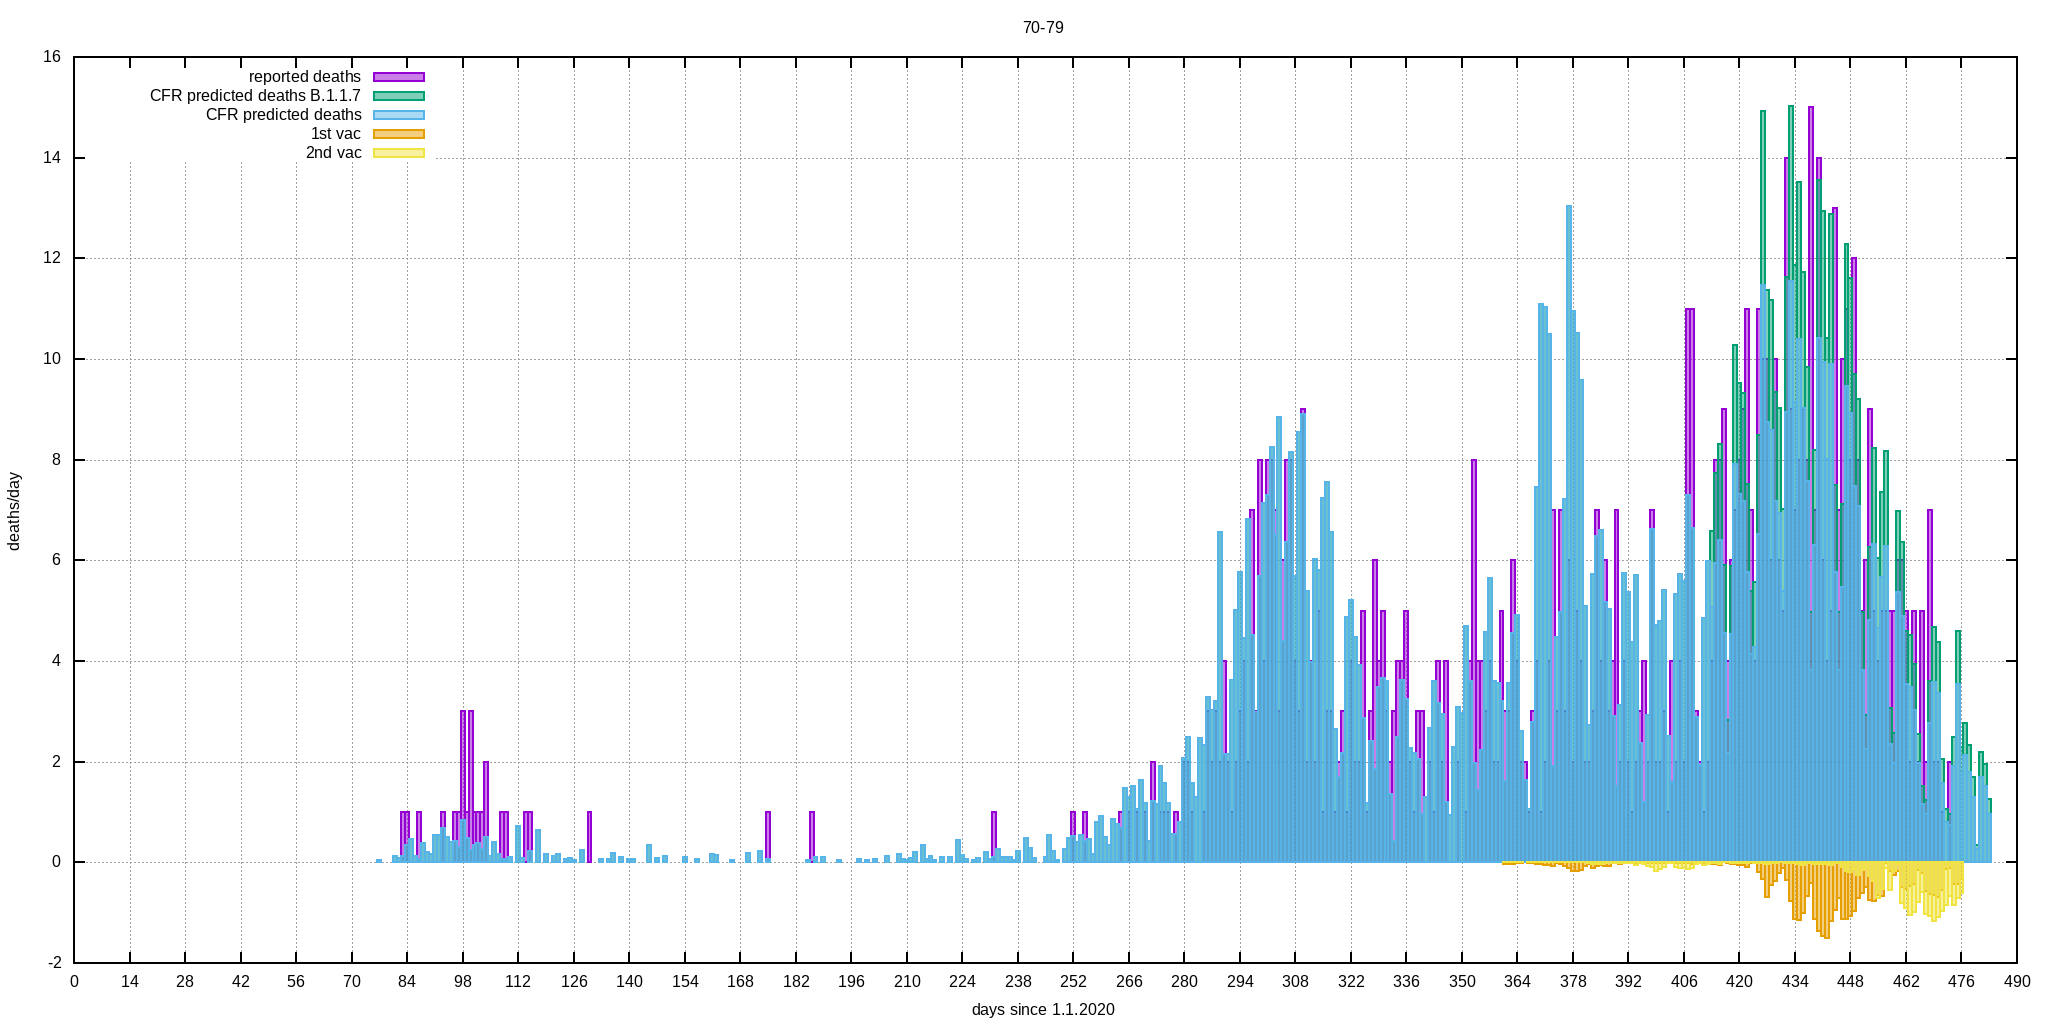 70-79
16
14
12
10
8
6
4
2
0
-2
deaths/day
reported deaths
CFR predicted deaths B.1.1.7
CFR predicted deaths
1st vac
2nd vac
0 14 28 42 56 70 84 98 112 126 140 154 168 182 196 210 224 238 252 266 280 294 308 322 336 350 364 378 392 406 420 434 448 462 476 490
days since 1.1.2020